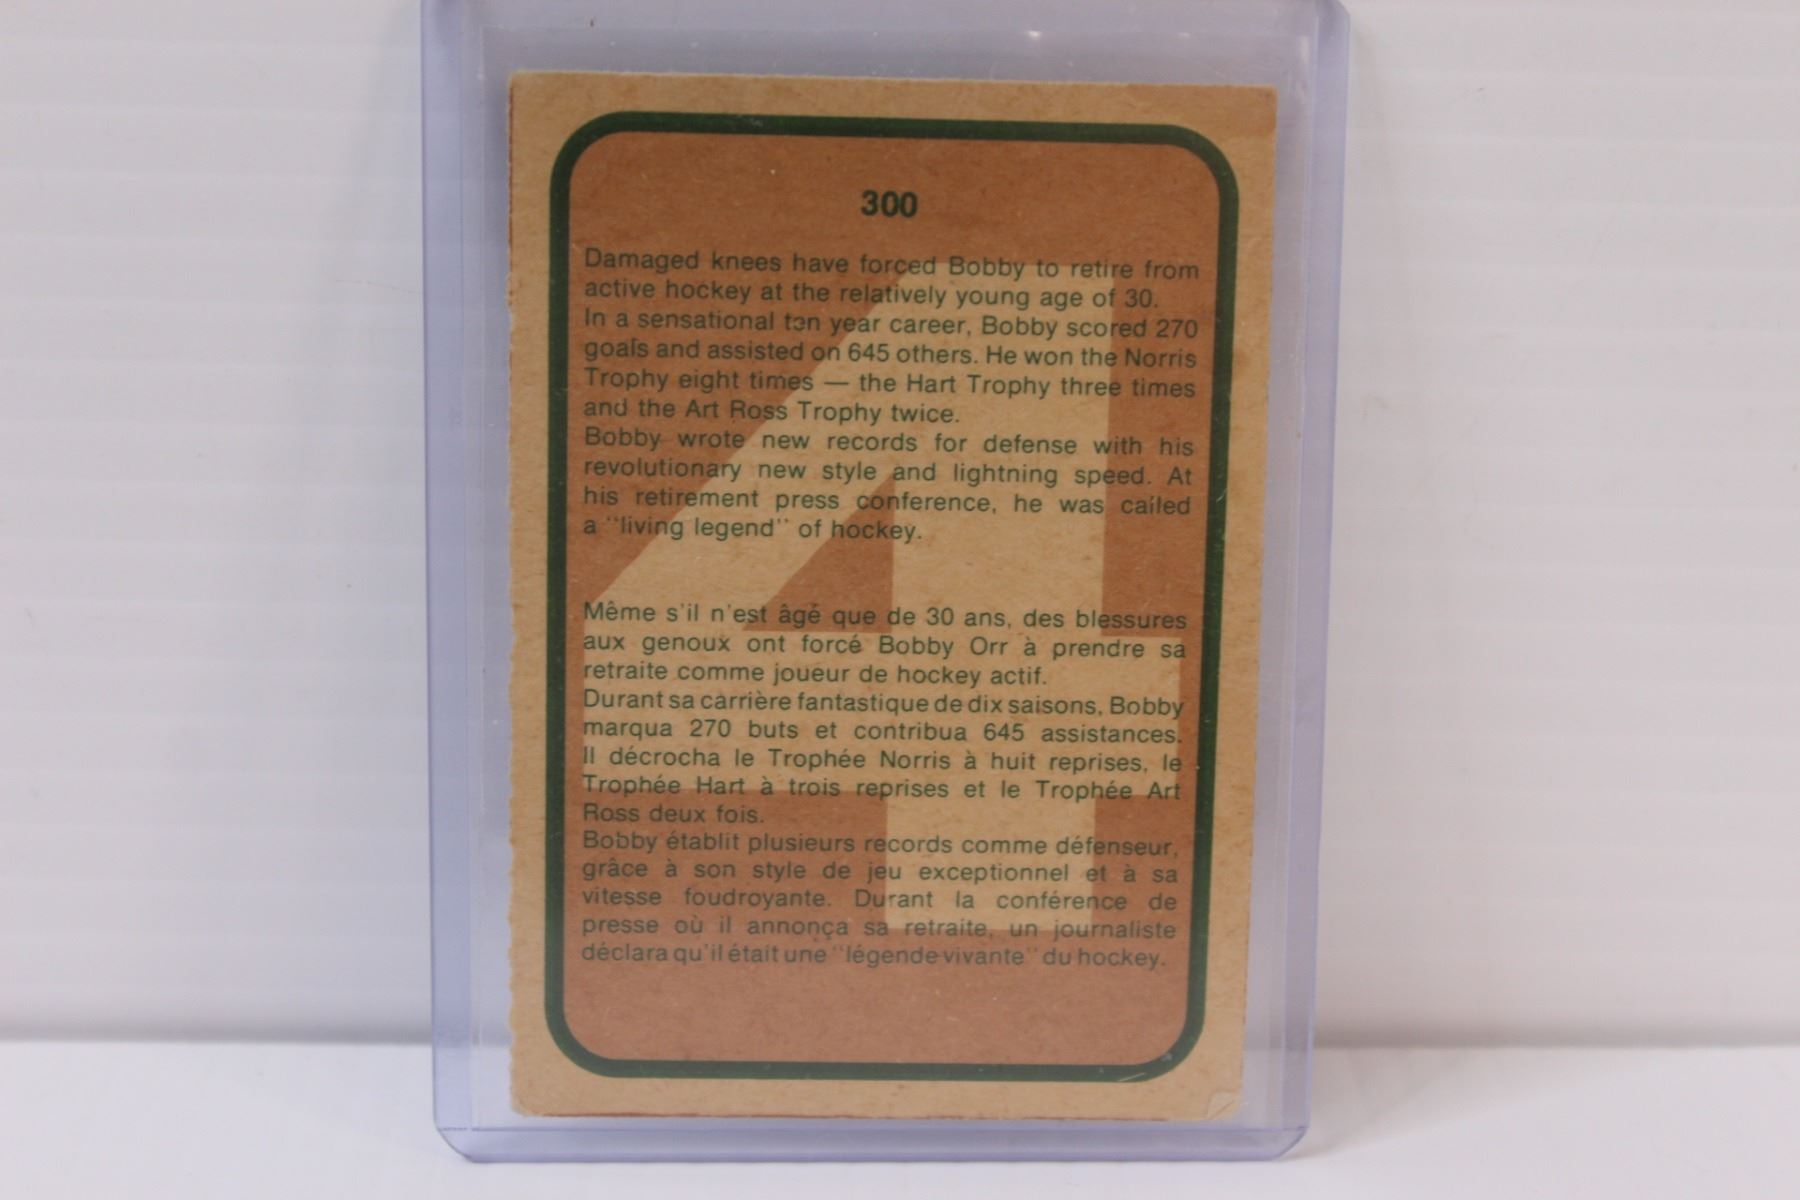 300
Damaged knees have forced Bobby to retire from
active hockey at the relatively young age of 30.
In a sensational ten year career, Bobby scored 270
goals and assisted on 645 others. He won the Norris
Trophy eight times — the Hart Trophy three times
and the Art Ross Trophy twice.
Bobby wrote new records for defense with his
revolutionary new style and lightning speed. At
his retirement press conference, he was called
a "living legend" of hockey.
Même s'il n'est âgé que de 30 ans, des blessures
aux genoux ont forcé Bobby Orr à prendre sa
retraite comme joueur de hockey actif.
Durant sa carrière fantastique de dix saisons, Bobby
marqua 270 buts et contribua 645 assistances.
Il décrocha le Trophée Norris à huit reprises, le
Trophée Hart à trois reprises et le Trophée Art
Ross deux fois.
Bobby établit plusieurs records comme défenseur,
grâce à son style de jeu exceptionnel et à sa
vitesse foudroyante. Durant la conférence de
presse où il annonça sa retraite, un journaliste
déclara qu'il était une "légende vivante" du hockey.
4